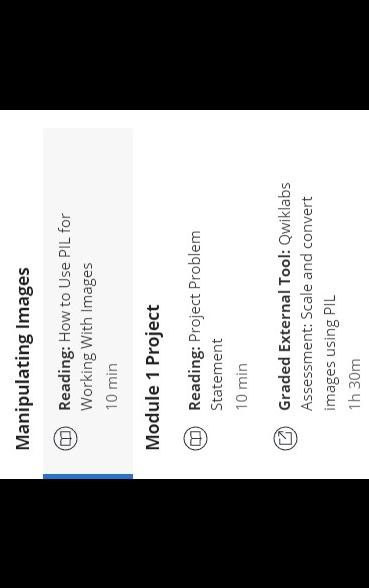 Manipulating Images
Reading: How to Use PIL for
Working With Images
10 min
Module 1 Project
Reading: Project Problem
Statement
10 min
Graded External Tool: Qwiklabs
Assessment: Scale and convert
images using PIL
1h 30m